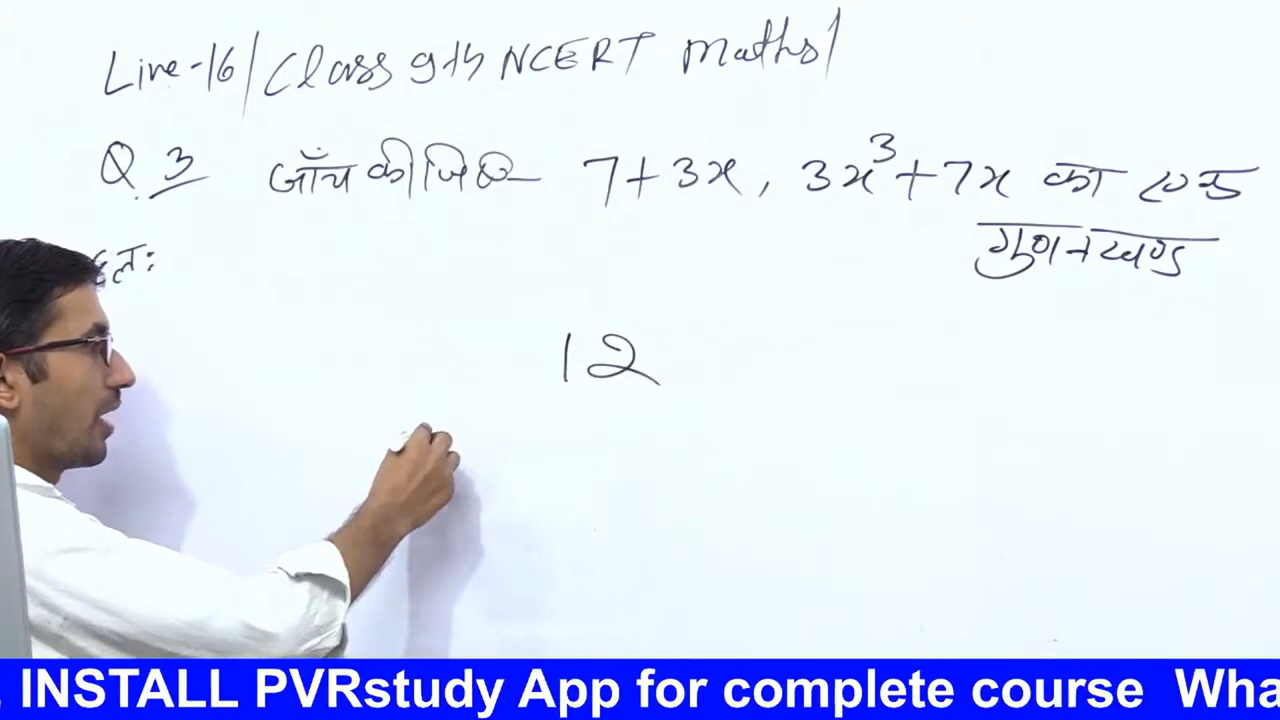 Live-16/Class 9th NCERT Maths/
Q.3 जाँच कीजिए- 7+3x, 3x³+7x का एक
गुणनखण्ड
हल:
12
INSTALL PVRstudy App for complete course Wha